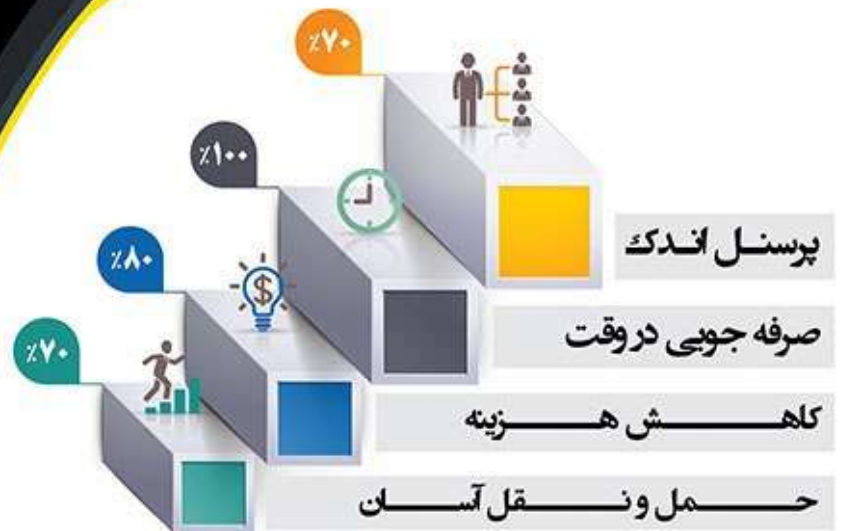 ٪۷۰
پرسنل اندک
٪۱۰۰
صرفه جویی در وقت
٪۸۰
کاهش هزینه
٪۷۰
حمل و نقل آسان